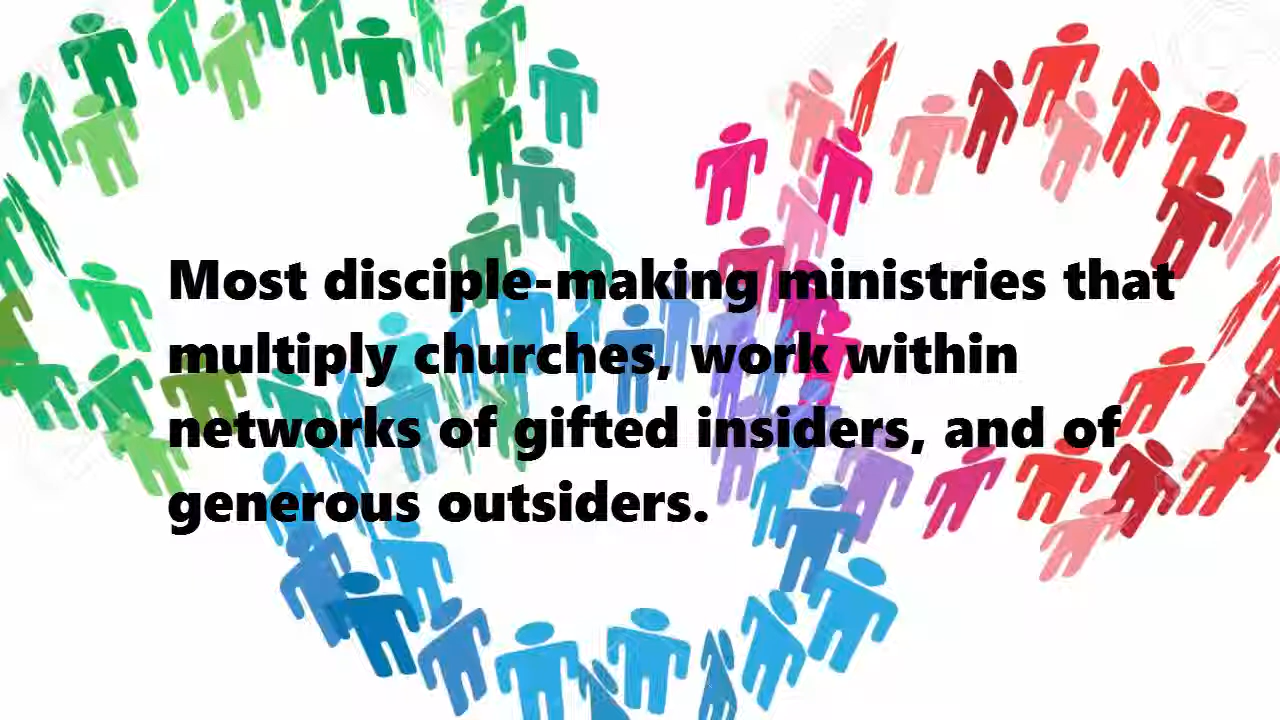 Most disciple-making ministries that
multiply churches, work within
networks of gifted insiders, and of
generous outsiders.